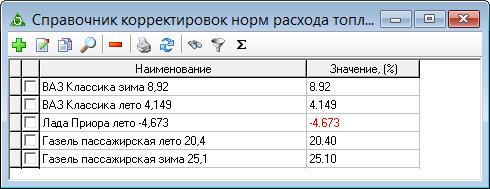 Справочник корректировок норм расхода топл...
Наименование Значение, (%)
ВАЗ Классика зима 8,92 8.92
ВАЗ Классика лето 4,149 4.149
Лада Приора лето -4,673 -4.673
Газель пассажирская лето 20,4 20.40
Газель пассажирская зима 25,1 25.10